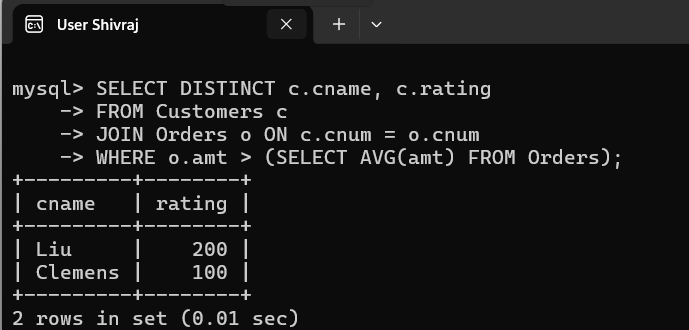 User Shivraj
mysql> SELECT DISTINCT c.cname, c.rating
    -> FROM Customers c
    -> JOIN Orders o ON c.cnum = o.cnum
    -> WHERE o.amt > (SELECT AVG(amt) FROM Orders);
+---------+--------+
| cname   | rating |
+---------+--------+
| Liu     |    200 |
| Clemens |    100 |
+---------+--------+
2 rows in set (0.01 sec)